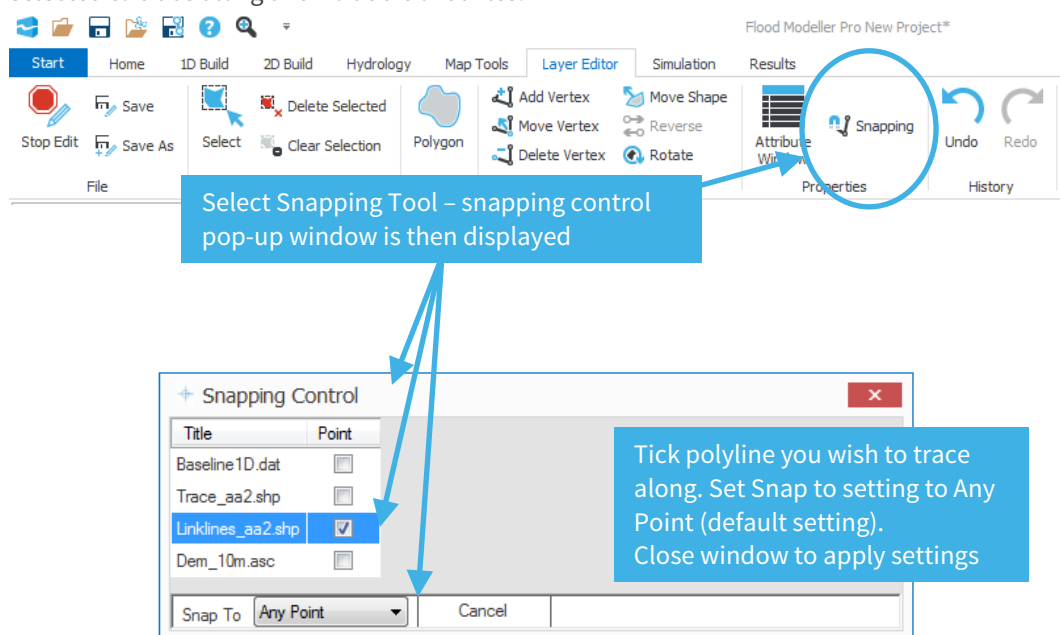 Flood Modeller Pro New Project*
Start Home 1D Build 2D Build Hydrology Map Tools Layer Editor Simulation Results
Stop Edit
Save
Save As
File
Select
Delete Selected
Clear Selection
Polygon
Add Vertex
Move Vertex
Delete Vertex
Move Shape
Reverse
Rotate
Attribute
Snapping
Properties
Undo
Redo
History
Select Snapping Tool – snapping control
pop-up window is then displayed
Snapping Control
Title Point
Baseline1D.dat
Trace_aa2.shp
Linklines_aa2.shp
Dem_10m.asc
Snap To Any Point Cancel
Tick polyline you wish to trace
along. Set Snap to setting to Any
Point (default setting).
Close window to apply settings